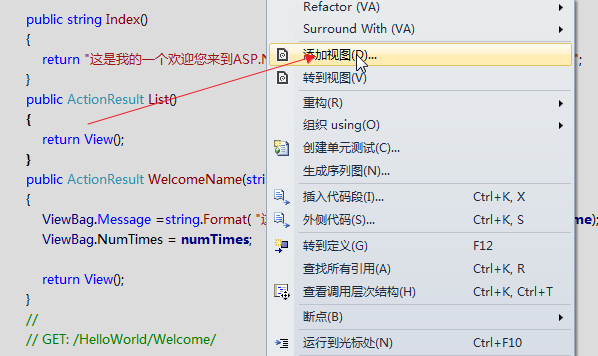 public string Index()
{
return "这是我的一个欢迎您来到ASP.N
";
}
public ActionResult List()
{
return View();
}
public ActionResult WelcomeName(stri
{
ViewBag.Message =string.Format( "
me);
ViewBag.NumTimes = numTimes;
return View();
}
//
// GET: /HelloWorld/Welcome/
Refactor (VA)
Surround With (VA)
添加视图(D)...
转到视图(V)
重构(R)
组织 using(O)
创建单元测试(C)...
生成序列图(N)...
插入代码段(I)... Ctrl+K, X
外侧代码(S)... Ctrl+K, S
转到定义(G) F12
查找所有引用(A) Ctrl+K, R
查看调用层次结构(H) Ctrl+K, Ctrl+T
断点(B)
运行到光标处(N) Ctrl+F10